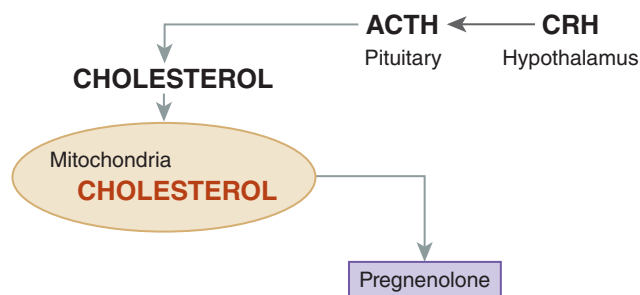 ACTH CRH
Pituitary Hypothalamus
CHOLESTEROL
Mitochondria
CHOLESTEROL
Pregnenolone